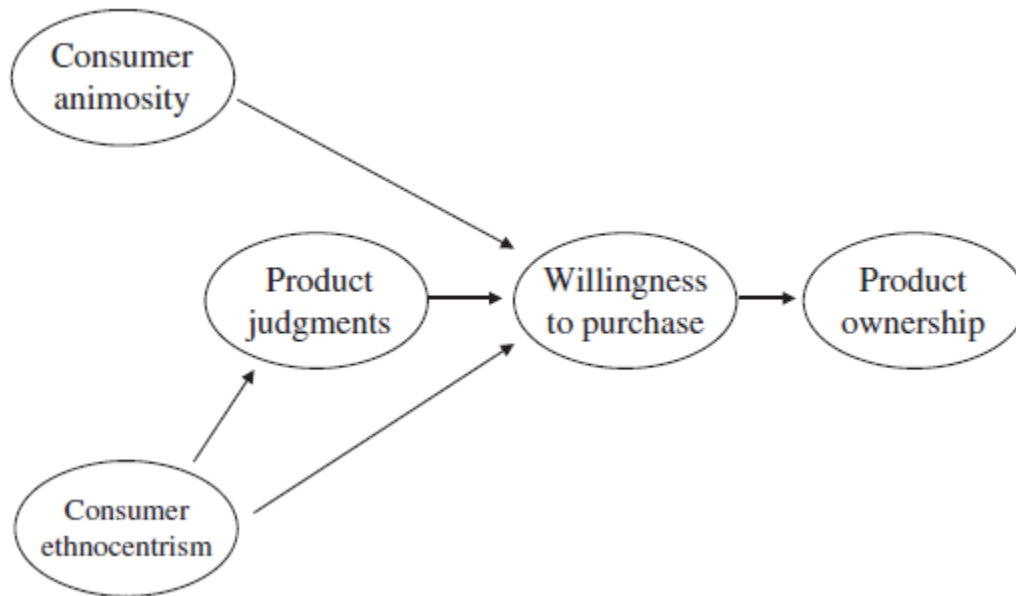 Consumer
animosity
Product
judgments
Willingness
to purchase
Product
ownership
Consumer
ethnocentrism